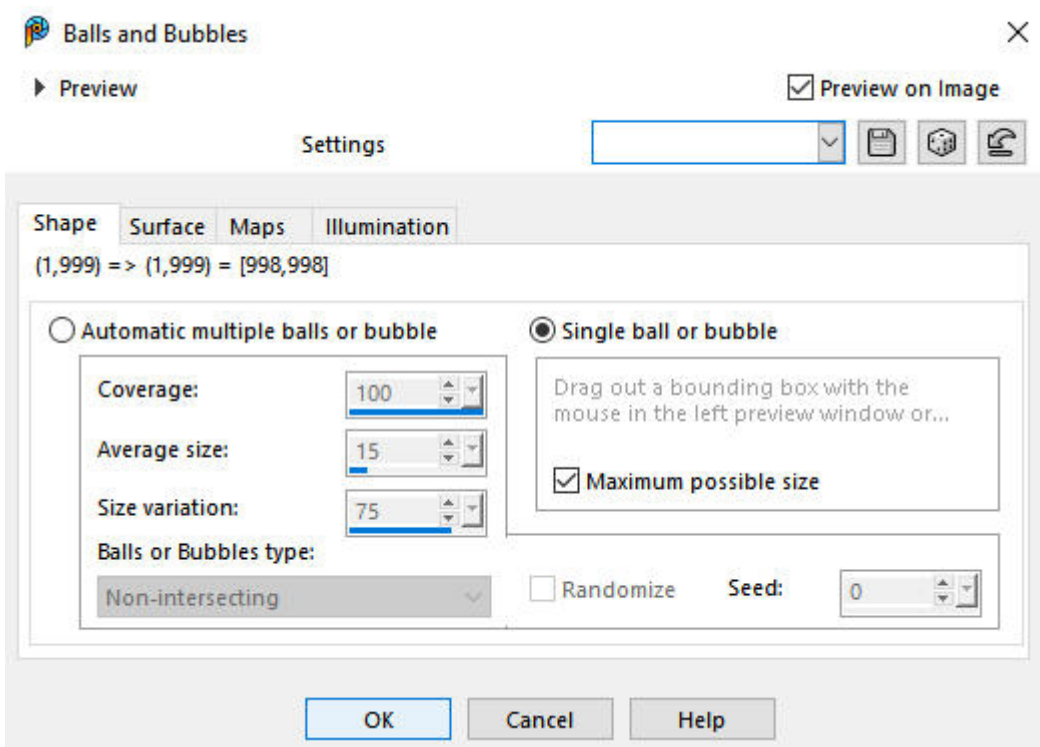 Balls and Bubbles
Preview
Preview on Image
Settings
Shape Surface Maps Illumination
(1,999) => (1,999) = [998,998]
Automatic multiple balls or bubble
Coverage: 100
Average size: 15
Size variation: 75
Balls or Bubbles type:
Non-intersecting
Single ball or bubble
Drag out a bounding box with the
mouse in the left preview window or...
Maximum possible size
Randomize Seed: 0
OK Cancel Help